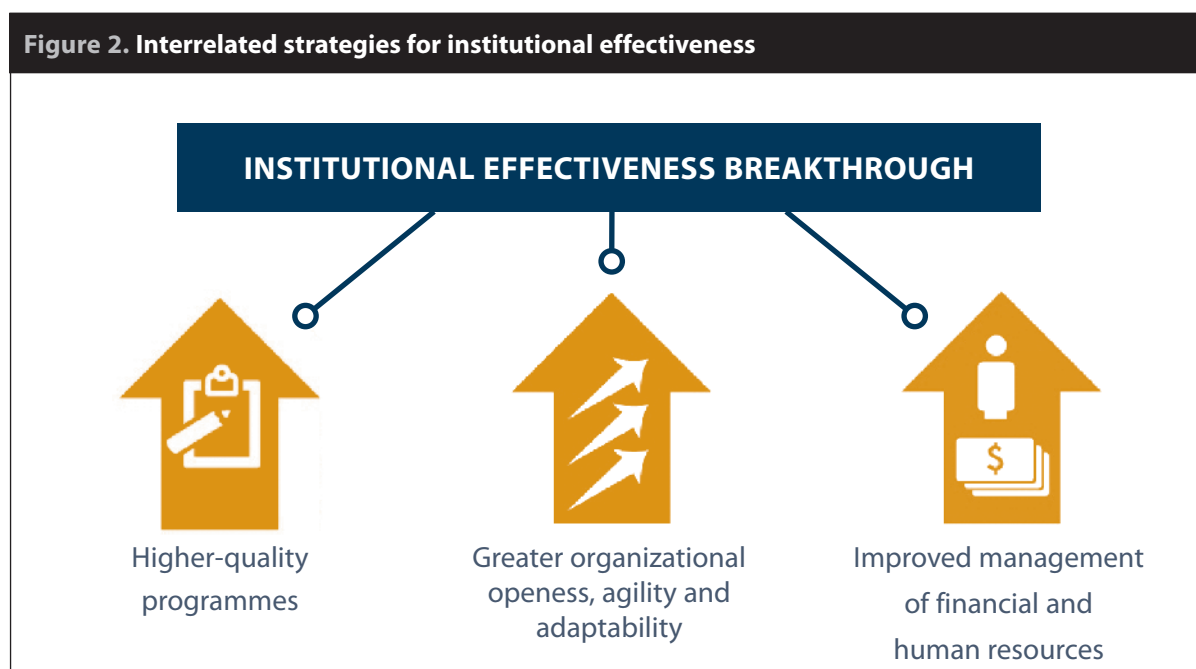 Figure 2. Interrelated strategies for institutional effectiveness
INSTITUTIONAL EFFECTIVENESS BREAKTHROUGH
Higher-quality
programmes
Greater organizational
openess, agility and
adaptability
$
Improved management
of financial and
human resources